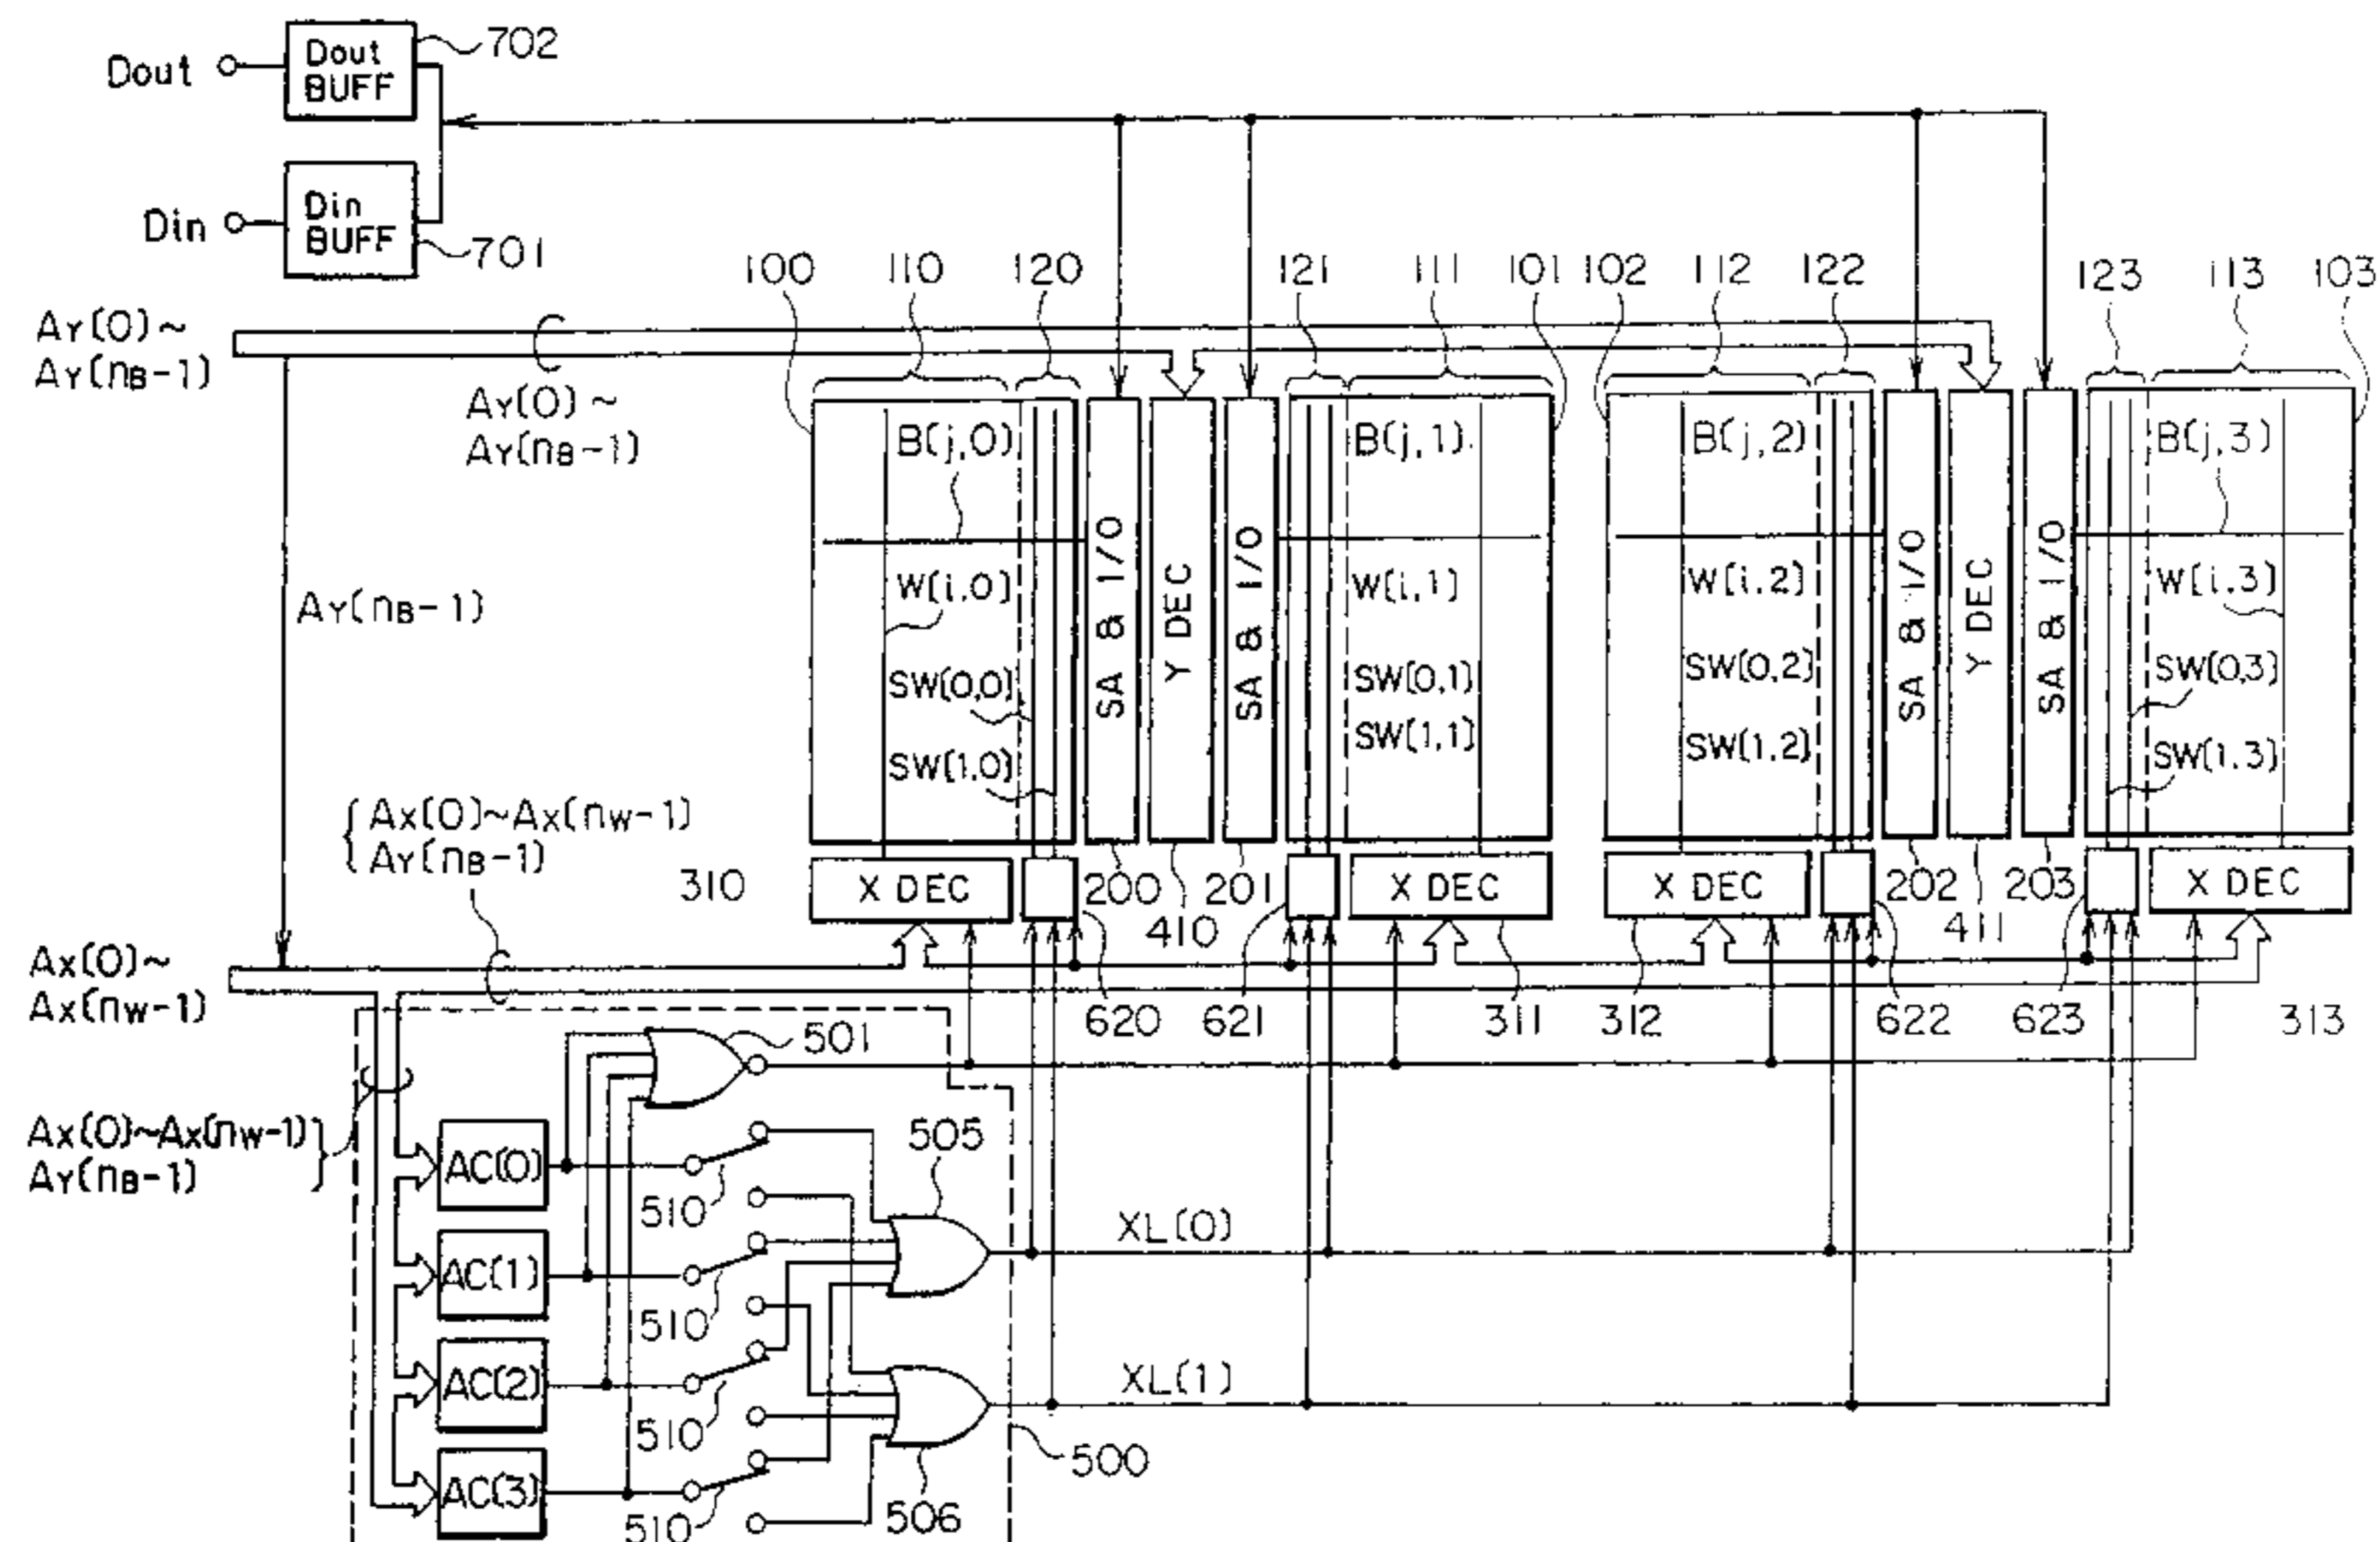 Dout
Dout
BUFF
702
Din
Din
BUFF
701
100
110
120
121
111
101
102
112
122
123
113
103
AY(0)~
AY(nB-1)
AY(0)~
AY(nB-1)
B(j,0)
B(j,1)
B(j,2)
B(j,3)
W(i,0)
W(i,1)
W(i,2)
W(i,3)
SW(0,0)
SW(0,1)
SW(0,2)
SW(0,3)
SW(1,0)
SW(1,1)
SW(1,2)
SW(1,3)
SA & I/O
Y DEC
SA & I/O
SA & I/O
Y DEC
SA & I/O
AY(nB-1)
AX(0)~AX(nW-1)
AY(nB-1)
310
X DEC
200
201
X DEC
X DEC
202
203
X DEC
410
411
AX(0)~
AX(nW-1)
620
621
311
312
622
623
313
501
AX(0)~AX(nW-1)
AY(nB-1)
AC(0)
510
505
XL(0)
AC(1)
510
AC(2)
510
XL(1)
AC(3)
510
506
500